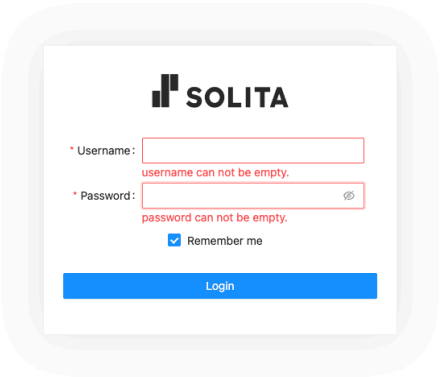 SOLITA
* Username:
username can not be empty.
* Password:
password can not be empty.
Remember me
Login